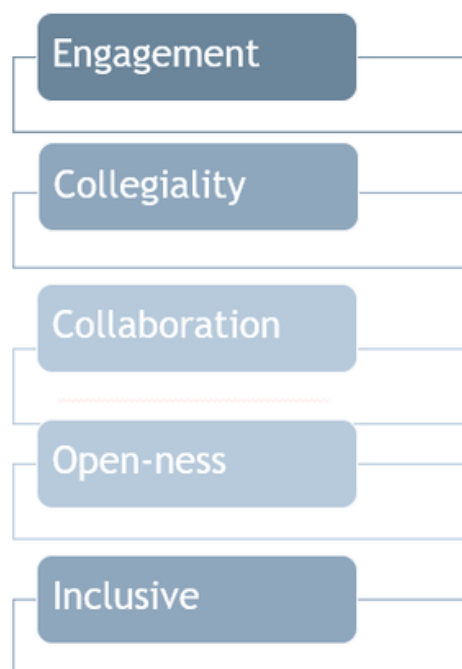 Engagement
Collegiality
Collaboration
Open-ness
Inclusive